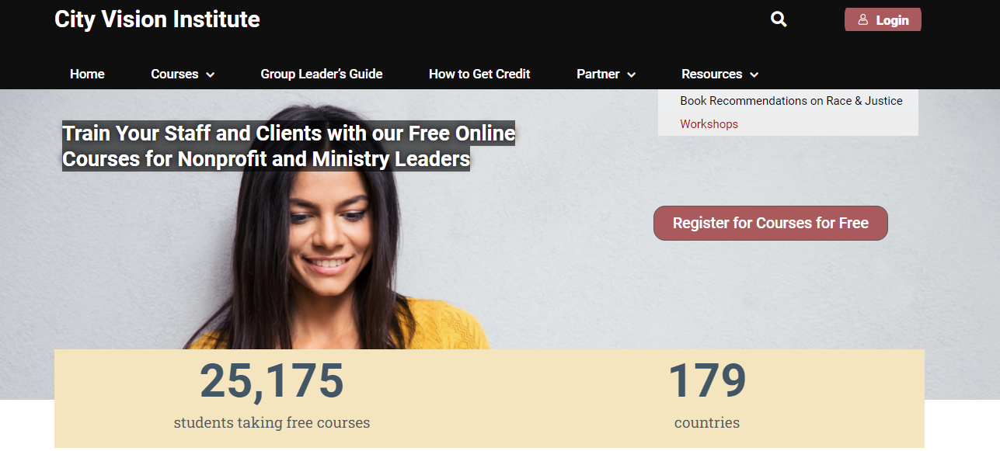 City Vision Institute
Login
Home Courses Group Leader’s Guide How to Get Credit Partner Resources
Book Recommendations on Race & Justice
Workshops
Train Your Staff and Clients with our Free Online
Courses for Nonprofit and Ministry Leaders
Register for Courses for Free
25,175 179
students taking free courses countries